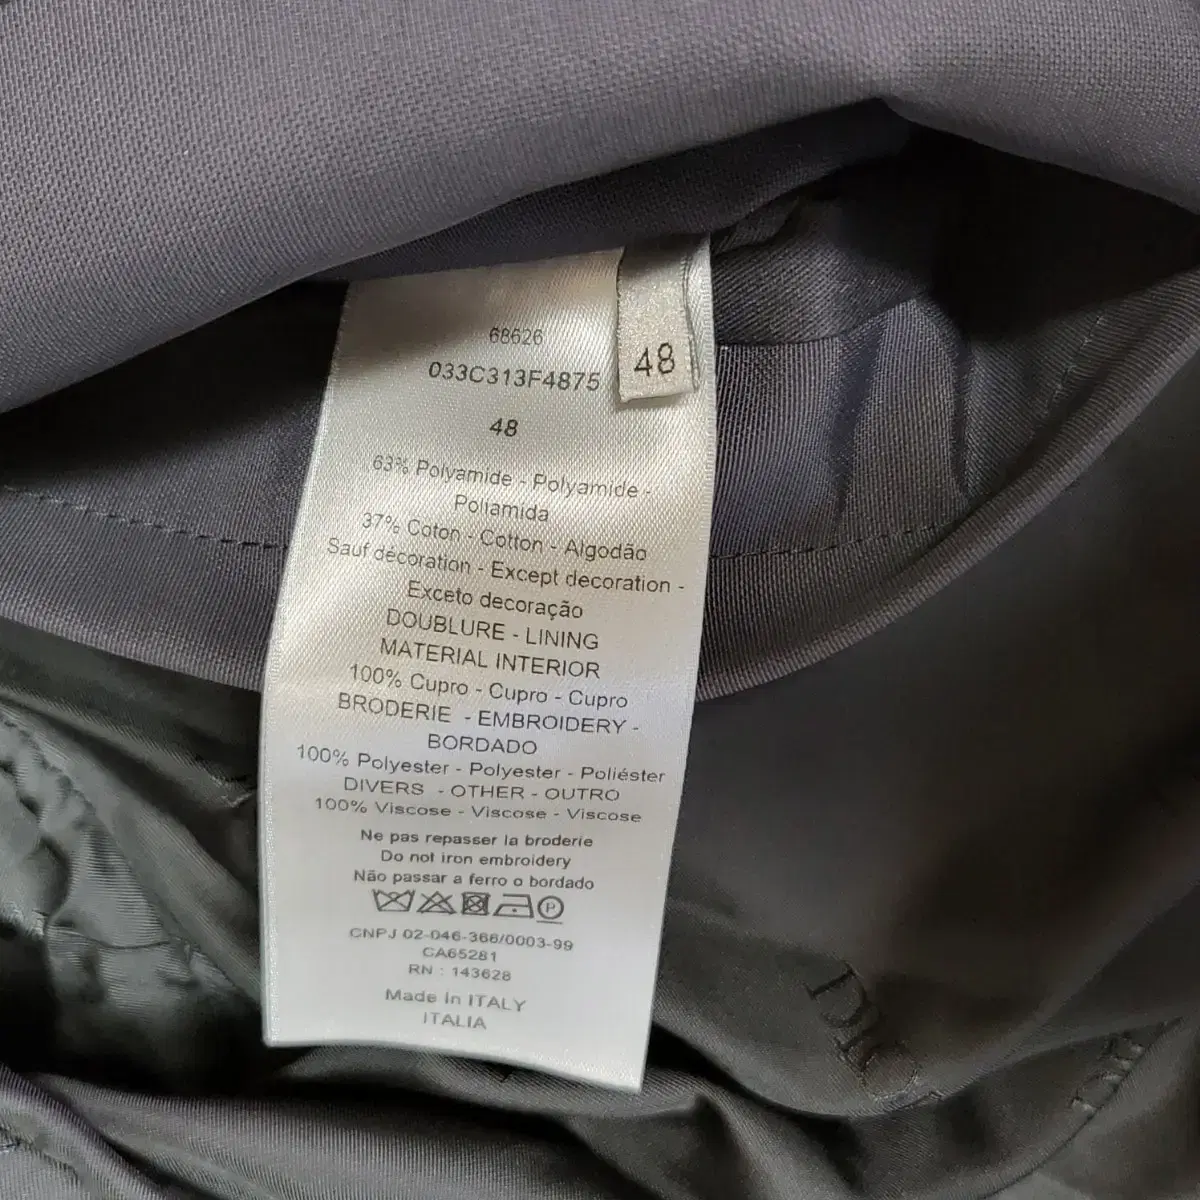 68626
033C313F4875
48
48
63% Polyamide - Polyamide -
Poliamida
37% Coton - Cotton - Algodão
Sauf décoration - Except decoration -
Exceto decoração
DOUBLURE - LINING
MATERIAL INTERIOR
100% Cupro - Cupro - Cupro
BRODERIE - EMBROIDERY -
BORDADO
100% Polyester - Polyester - Poliéster
DIVERS - OTHER - OUTRO
100% Viscose - Viscose - Viscose
Ne pas repasser la broderie
Do not iron embroidery
Não passar a ferro o bordado
P
CNPJ 02-046-366/0003-99
CA65281
RN : 143628
Made in ITALY
ITALIA
DIOR